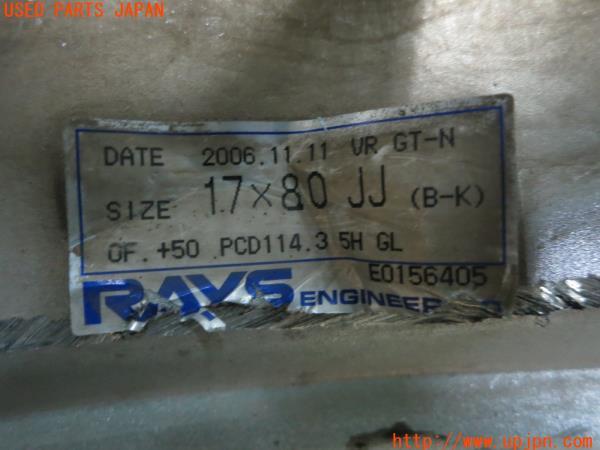 USED PARTS JAPAN
DATE 2006.11.11 VR GT-N
SIZE 17×80 JJ (B-K)
OF. +50 PCD114.3 5H GL
E0156405
RAYS ENGINEER
http://www.upjpn.com